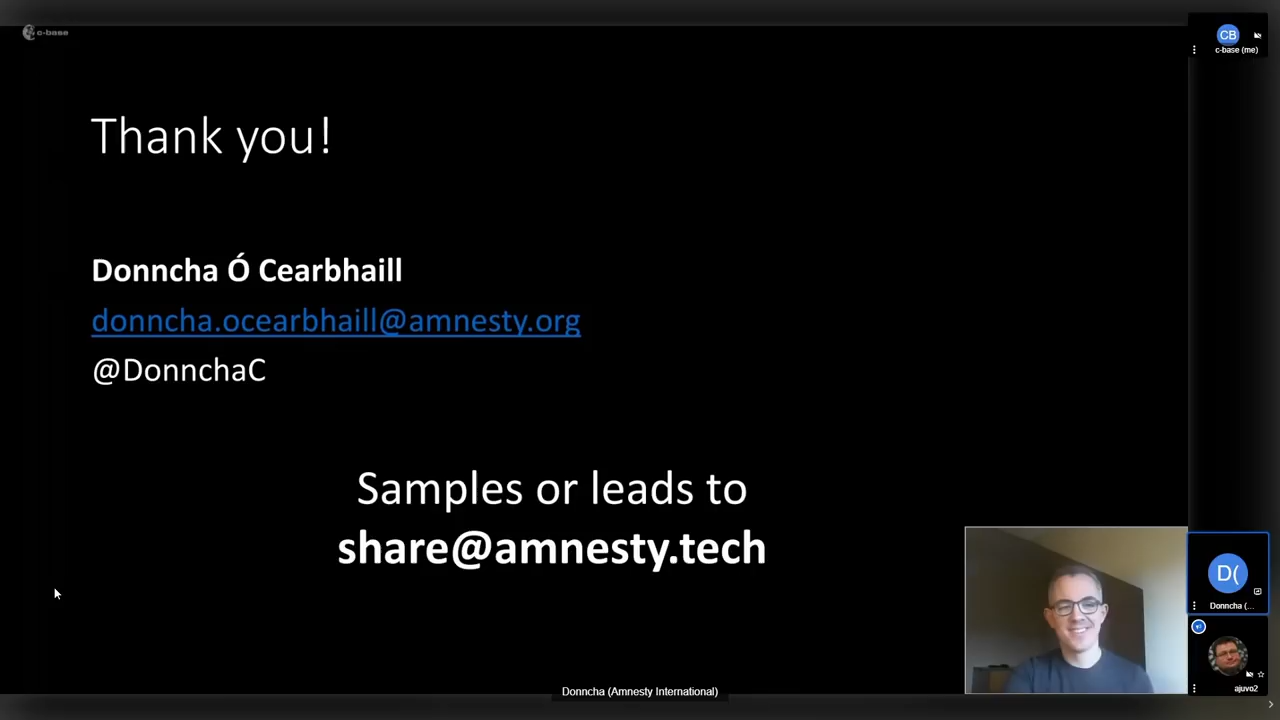 c-base
CB
c-base (me)
Thank you!
Donncha Ó Cearbhaill
donncha.ocearbhaill@amnesty.org
@DonnchaC
Samples or leads to
share@amnesty.tech
D(
Donncha (...
ajuvo2
Donncha (Amnesty International)